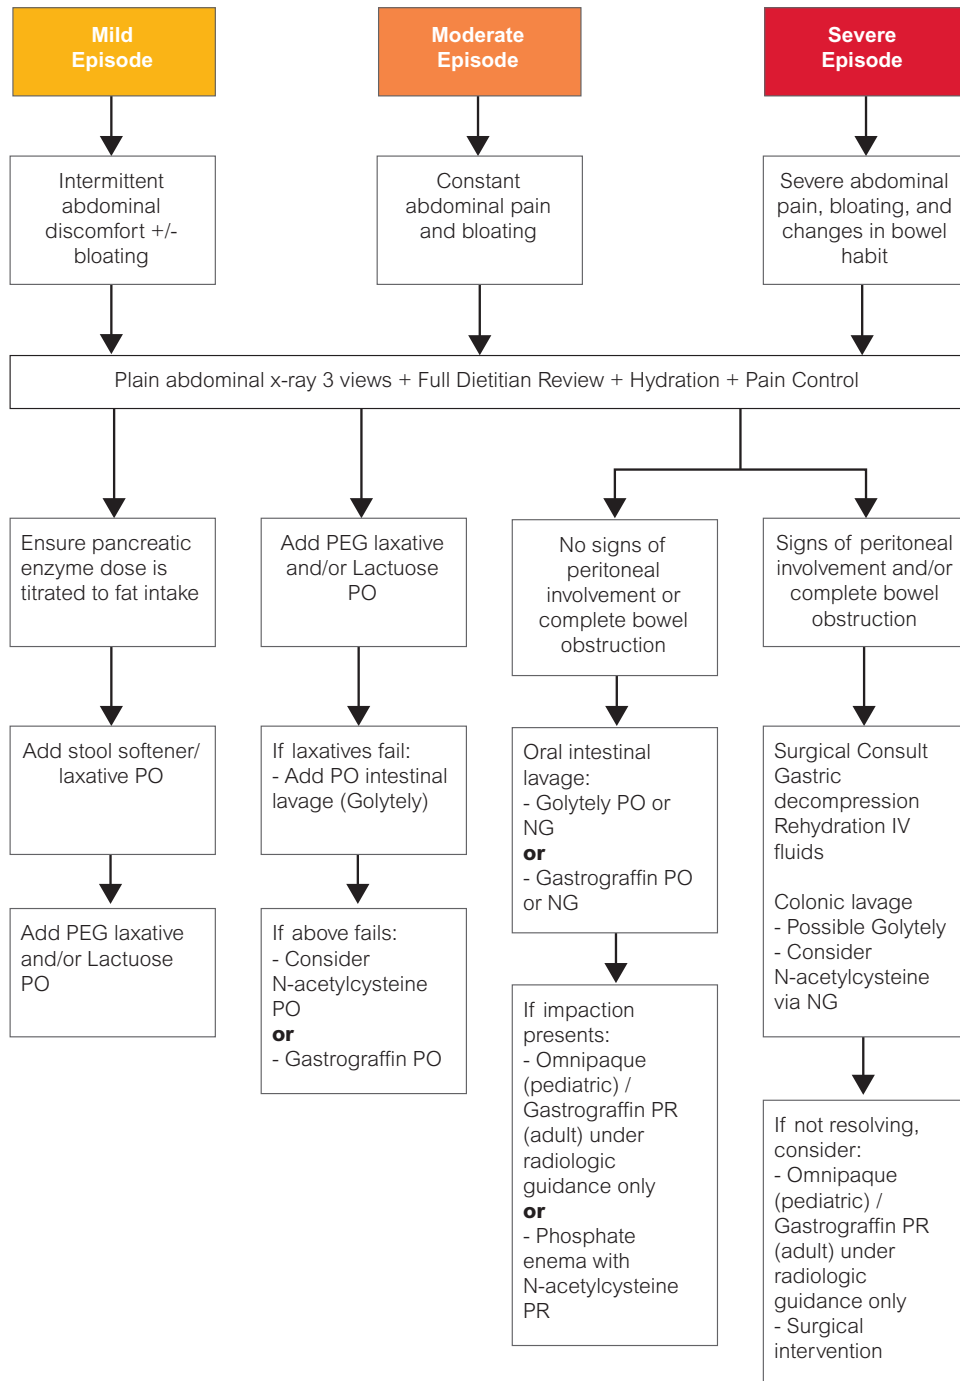 Mild
Episode
Moderate
Episode
Severe
Episode
Intermittent
abdominal
discomfort +/-
bloating
Constant
abdominal pain
and bloating
Severe abdominal
pain, bloating, and
changes in bowel
habit
Plain abdominal x-ray 3 views + Full Dietitian Review + Hydration + Pain Control
Ensure pancreatic
enzyme dose is
titrated to fat intake
Add stool softener/
laxative PO
Add PEG laxative
and/or Lactuose
PO
Add PEG laxative
and/or Lactuose
PO
If laxatives fail:
- Add PO intestinal
lavage (Golytely)
If above fails:
- Consider
N-acetylcysteine
PO
or
- Gastrograffin PO
No signs of
peritoneal
involvement or
complete bowel
obstruction
Oral intestinal
lavage:
- Golytely PO or
NG
or
- Gastrograffin PO
or NG
If impaction
presents:
- Omnipaque
(pediatric) /
Gastrograffin PR
(adult) under
radiologic
guidance only
or
- Phosphate
enema with
N-acetylcysteine
PR
Signs of peritoneal
involvement and/or
complete bowel
obstruction
Surgical Consult
Gastric
decompression
Rehydration IV
fluids
Colonic lavage
- Possible Golytely
- Consider
N-acetylcysteine
via NG
If not resolving,
consider:
- Omnipaque
(pediatric) /
Gastrograffin PR
(adult) under
radiologic
guidance only
- Surgical
intervention